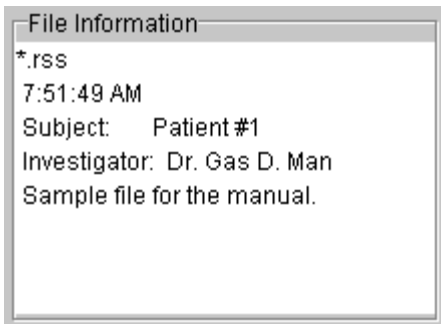 File Information
*.rss
7:51:49 AM
Subject: Patient #1
Investigator: Dr. Gas D. Man
Sample file for the manual.